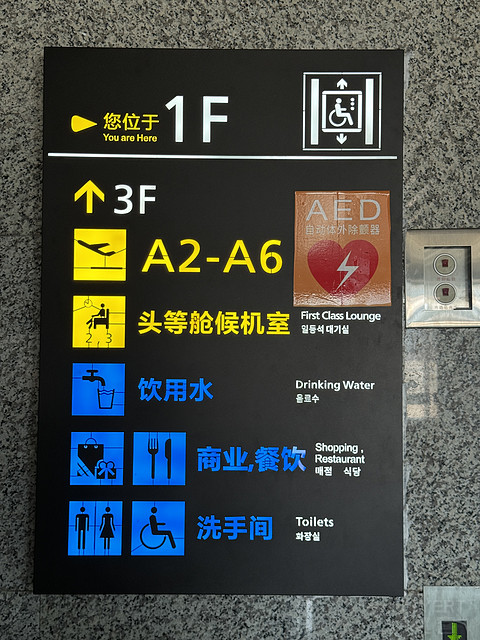 您位于 1F
You are Here
3F
AED
自动体外除颤器
A2-A6
头等舱候机室
First Class Lounge
일등석 대기실
2 3
饮用水
Drinking Water
음료수
商业,餐饮
Shopping ,
Restaurant
매점 식당
洗手间
Toilets
화장실